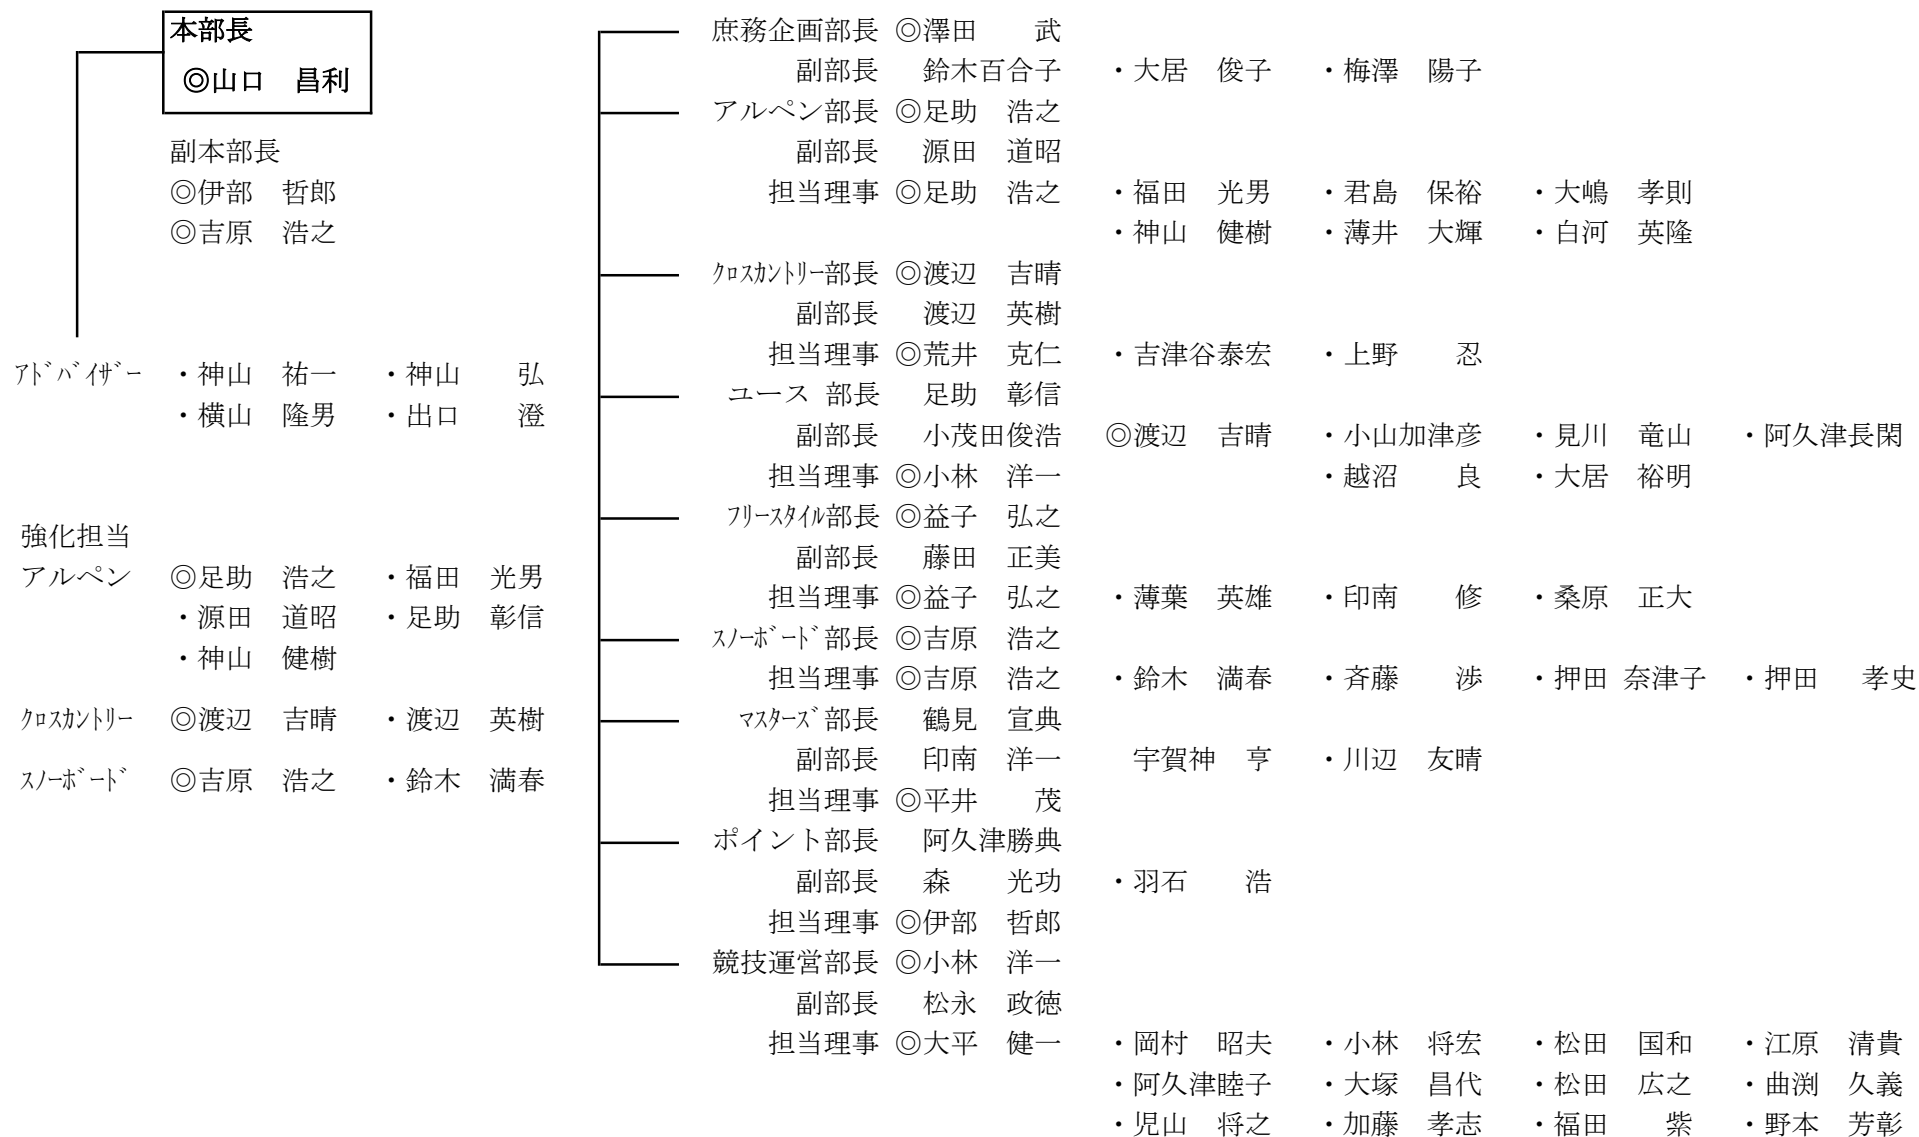 本部長
◎山口　昌利
副本部長
◎伊部　哲郎
◎吉原　浩之
ｱﾄﾞﾊﾞｲｻﾞｰ ・神山　祐一 ・神山　　弘
・横山　隆男 ・出口　　澄
強化担当
アルペン ◎足助　浩之 ・福田　光男
・源田　道昭 ・足助　彰信
・神山　健樹
ｸﾛｽｶﾝﾄﾘｰ ◎渡辺　吉晴 ・渡辺　英樹
ｽﾉｰﾎﾞｰﾄﾞ ◎吉原　浩之 ・鈴木　満春
庶務企画部長 ◎澤田　　武
副部長 鈴木百合子 ・大居　俊子 ・梅澤　陽子
アルペン部長 ◎足助　浩之
副部長 源田　道昭
担当理事 ◎足助　浩之 ・福田　光男 ・君島　保裕 ・大嶋　孝則
・神山　健樹 ・薄井　大輝 ・白河　英隆
ｸﾛｽｶﾝﾄﾘｰ部長 ◎渡辺　吉晴
副部長 渡辺　英樹
担当理事 ◎荒井　克仁 ・吉津谷泰宏 ・上野　　忍
ユース 部長 足助　彰信
副部長 小茂田俊浩 ◎渡辺　吉晴 ・小山加津彦 ・見川　竜山 ・阿久津長閑
担当理事 ◎小林　洋一 ・越沼　　良 ・大居　裕明
ﾌﾘｰｽﾀｲﾙ部長 ◎益子　弘之
副部長 藤田　正美
担当理事 ◎益子　弘之 ・薄葉　英雄 ・印南　　修 ・桑原　正大
ｽﾉｰﾎﾞｰﾄﾞ部長 ◎吉原　浩之
担当理事 ◎吉原　浩之 ・鈴木　満春 ・斉藤　　渉 ・押田 奈津子 ・押田　　孝史
ﾏｽﾀｰｽﾞ部長 鶴見　宣典
副部長 印南　洋一 宇賀神　亨 ・川辺　友晴
担当理事 ◎平井　　茂
ポイント部長 阿久津勝典
副部長 森　　光功 ・羽石　　浩
担当理事 ◎伊部　哲郎
競技運営部長 ◎小林　洋一
副部長 松永　政徳
担当理事 ◎大平　健一 ・岡村　昭夫 ・小林　将宏 ・松田　国和 ・江原　清貴
・阿久津睦子 ・大塚　昌代 ・松田　広之 ・曲渕　久義
・児山　将之 ・加藤　孝志 ・福田　　紫 ・野本　芳彰